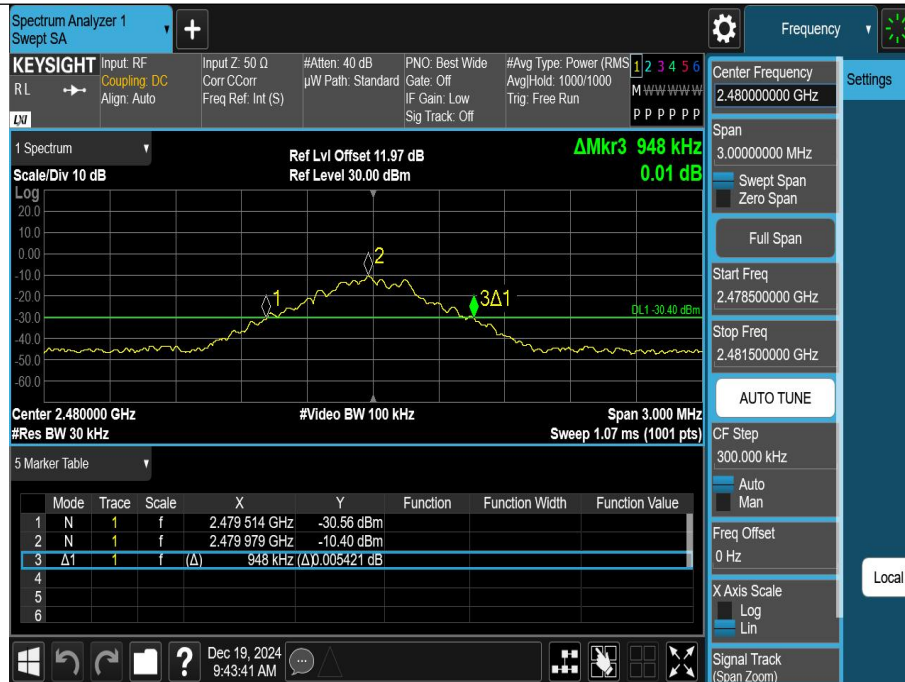 Spectrum Analyzer 1
Swept SA
Frequency
KEYSIGHT
RL
LXI
Input: RF
Coupling: DC
Align: Auto
Input Z: 50 Ω
Corr CCorr
Freq Ref: Int (S)
#Atten: 40 dB
µW Path: Standard
PNO: Best Wide
Gate: Off
IF Gain: Low
Sig Track: Off
#Avg Type: Power (RMS
Avg|Hold: 1000/1000
Trig: Free Run
1 2 3 4 5 6
M W W W W W
P P P P P P
1 Spectrum
Scale/Div 10 dB
Ref Lvl Offset 11.97 dB
Ref Level 30.00 dBm
ΔMkr3 948 kHz
0.01 dB
Log
20.0
10.0
0.00
-10.0
-20.0
-30.0
-40.0
-50.0
-60.0
1
2
3Δ1
DL1 -30.40 dBm
Center 2.480000 GHz
#Video BW 100 kHz
Span 3.000 MHz
#Res BW 30 kHz
Sweep 1.07 ms (1001 pts)
5 Marker Table
Mode Trace Scale X Y Function Function Width Function Value
1 N 1 f 2.479 514 GHz -30.56 dBm
2 N 1 f 2.479 979 GHz -10.40 dBm
3 Δ1 1 f (Δ) 948 kHz (Δ)0.005421 dB
4
5
6
Dec 19, 2024
9:43:41 AM
Center Frequency
2.480000000 GHz
Span
3.00000000 MHz
Swept Span
Zero Span
Full Span
Start Freq
2.478500000 GHz
Stop Freq
2.481500000 GHz
AUTO TUNE
CF Step
300.000 kHz
Auto
Man
Freq Offset
0 Hz
X Axis Scale
Log
Lin
Signal Track
(Span Zoom)
Settings
Local